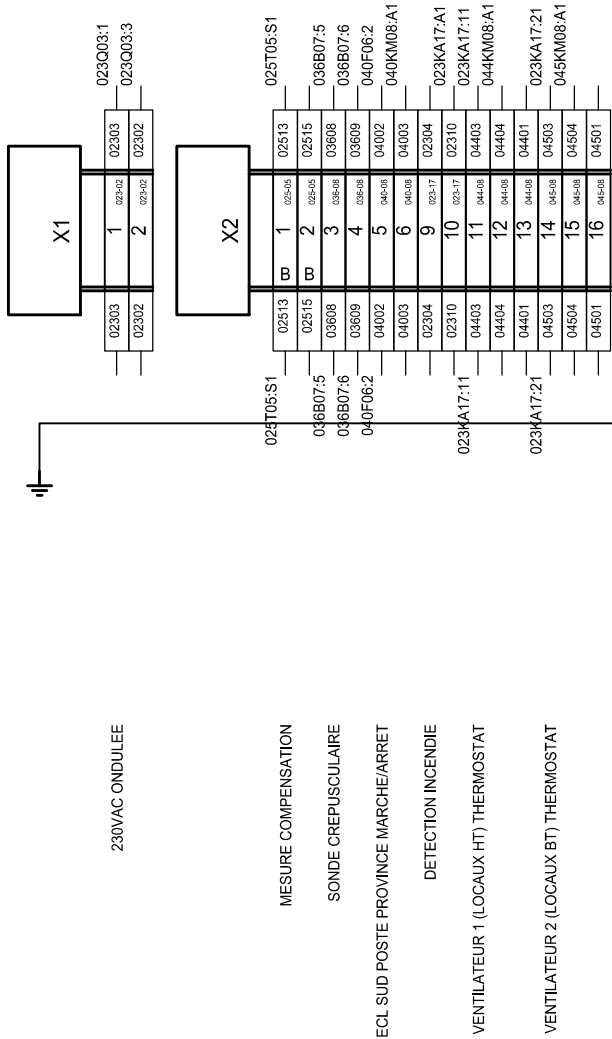 X1
02303 1 023-02 02303 023Q03:1
02302 2 023-02 02302 023Q03:3
X2
025T05:S1 02513 B 1 025-05 02513 025T05:S1
036B07:5 02515 B 2 025-05 02515 036B07:5
036B07:6 03608 3 036-08 03608 036B07:6
040F06:2 03609 4 036-08 03609 040F06:2
04002 5 040-08 04002 040KM08:A1
04003 6 040-08 04003
02304 9 023-17 02304 023KA17:A1
023KA17:11 02310 10 023-17 02310 023KA17:11
04403 11 044-08 04403 044KM08:A1
04404 12 044-08 04404
023KA17:21 04401 13 044-08 04401 023KA17:21
04503 14 045-08 04503 045KM08:A1
04504 15 045-08 04504
04501 16 045-08 04501
230VAC ONDULEE
MESURE COMPENSATION
SONDE CREPUSCULAIRE
ECL SUD POSTE PROVINCE MARCHE/ARRET
DETECTION INCENDIE
VENTILATEUR 1 (LOCAUX HT) THERMOSTAT
VENTILATEUR 2 (LOCAUX BT) THERMOSTAT